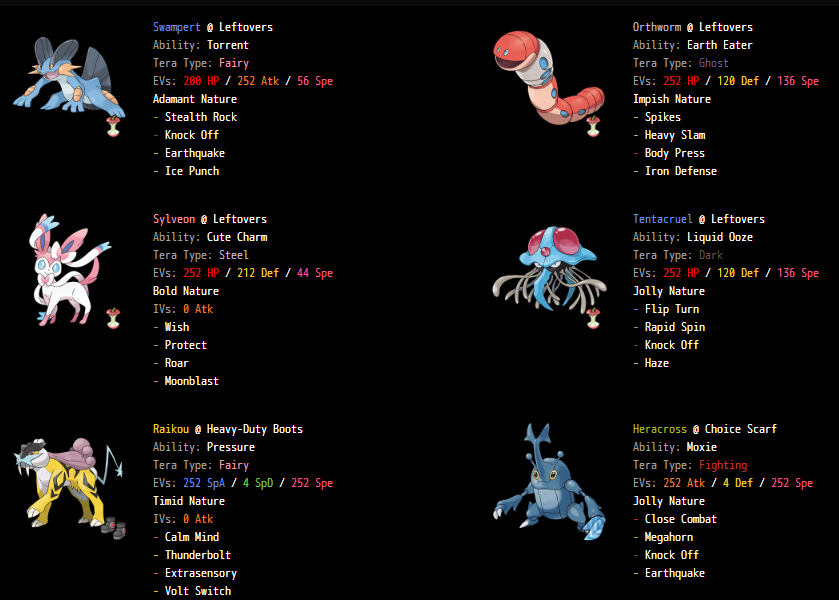 Swampert @ Leftovers
Ability: Torrent
Tera Type: Fairy
EVs: 200 HP / 252 Atk / 56 Spe
Adamant Nature
- Stealth Rock
- Knock Off
- Earthquake
- Ice Punch
Orthworm @ Leftovers
Ability: Earth Eater
Tera Type: Ghost
EVs: 252 HP / 120 Def / 136 Spe
Impish Nature
- Spikes
- Heavy Slam
- Body Press
- Iron Defense
Sylveon @ Leftovers
Ability: Cute Charm
Tera Type: Steel
EVs: 252 HP / 212 Def / 44 Spe
Bold Nature
IVs: 0 Atk
- Wish
- Protect
- Roar
- Moonblast
Tentacruel @ Leftovers
Ability: Liquid Ooze
Tera Type: Dark
EVs: 252 HP / 120 Def / 136 Spe
Jolly Nature
- Flip Turn
- Rapid Spin
- Knock Off
- Haze
Raikou @ Heavy-Duty Boots
Ability: Pressure
Tera Type: Fairy
EVs: 252 SpA / 4 SpD / 252 Spe
Timid Nature
IVs: 0 Atk
- Calm Mind
- Thunderbolt
- Extrasensory
- Volt Switch
Heracross @ Choice Scarf
Ability: Moxie
Tera Type: Fighting
EVs: 252 Atk / 4 Def / 252 Spe
Jolly Nature
- Close Combat
- Megahorn
- Knock Off
- Earthquake